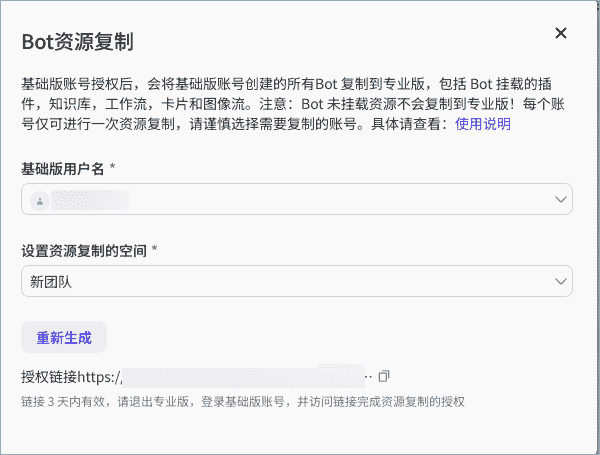 Bot资源复制
基础版账号授权后，会将基础版账号创建的所有Bot 复制到专业版，包括 Bot 挂载的插
件，知识库，工作流，卡片和图像流。注意：Bot 未挂载资源不会复制到专业版！每个账
号仅可进行一次资源复制，请谨慎选择需要复制的账号。具体请查看：使用说明
基础版用户名 *
设置资源复制的空间 *
新团队
重新生成
授权链接https:/
链接 3 天内有效，请退出专业版，登录基础版账号，并访问链接完成资源复制的授权